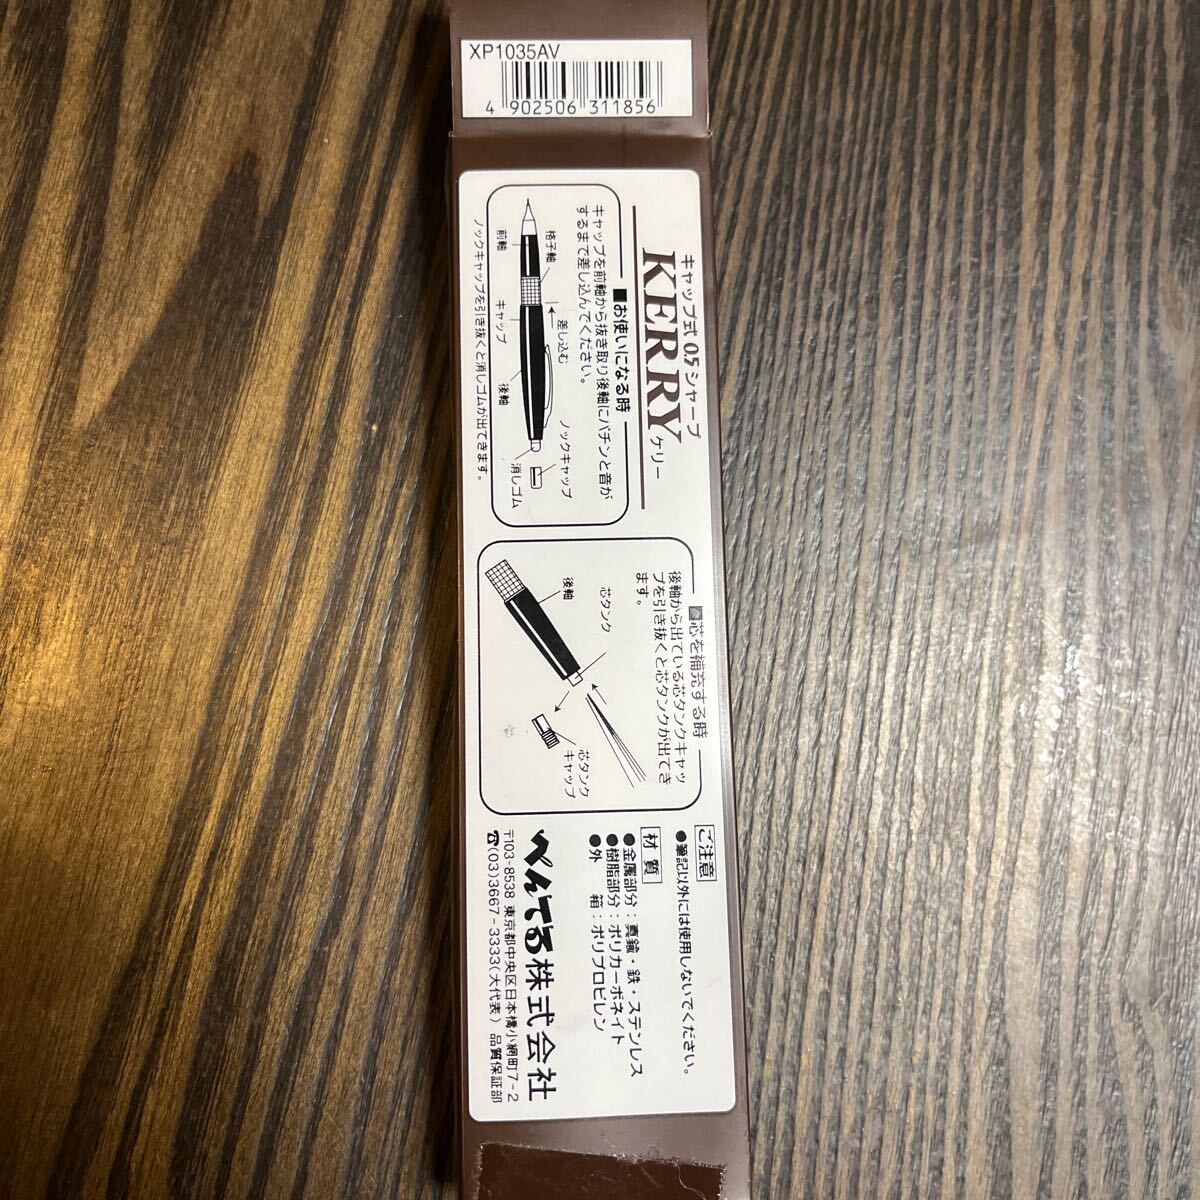 XP1035AV
4 902506 311856
キャップ式 0.5 シャープ
KERRY ケリー
■お使いになる時
キャップを前軸から抜き取り後軸にパチンと音が
するまで差し込んでください。
格子軸
差し込む
ノックキャップ
前軸
キャップ
後軸
消しゴム
ノックキャップを引き抜くと消しゴムが出てきます。
■芯を補充する時
後軸から出ている芯タンクキャッ
プを引き抜くと芯タンクが出てき
ます。
芯タンク
後軸
芯タンク
キャップ
ご注意
●筆記以外には使用しないでください。
材質
●金属部分：真鍮・鉄・ステンレス
●樹脂部分：ポリカーボネイト
●外 箱：ポリプロピレン
ぺんてる株式会社
〒103-8538 東京都中央区日本橋小網町7-2
☎(03)3667-3333(大代表) 品質保証部